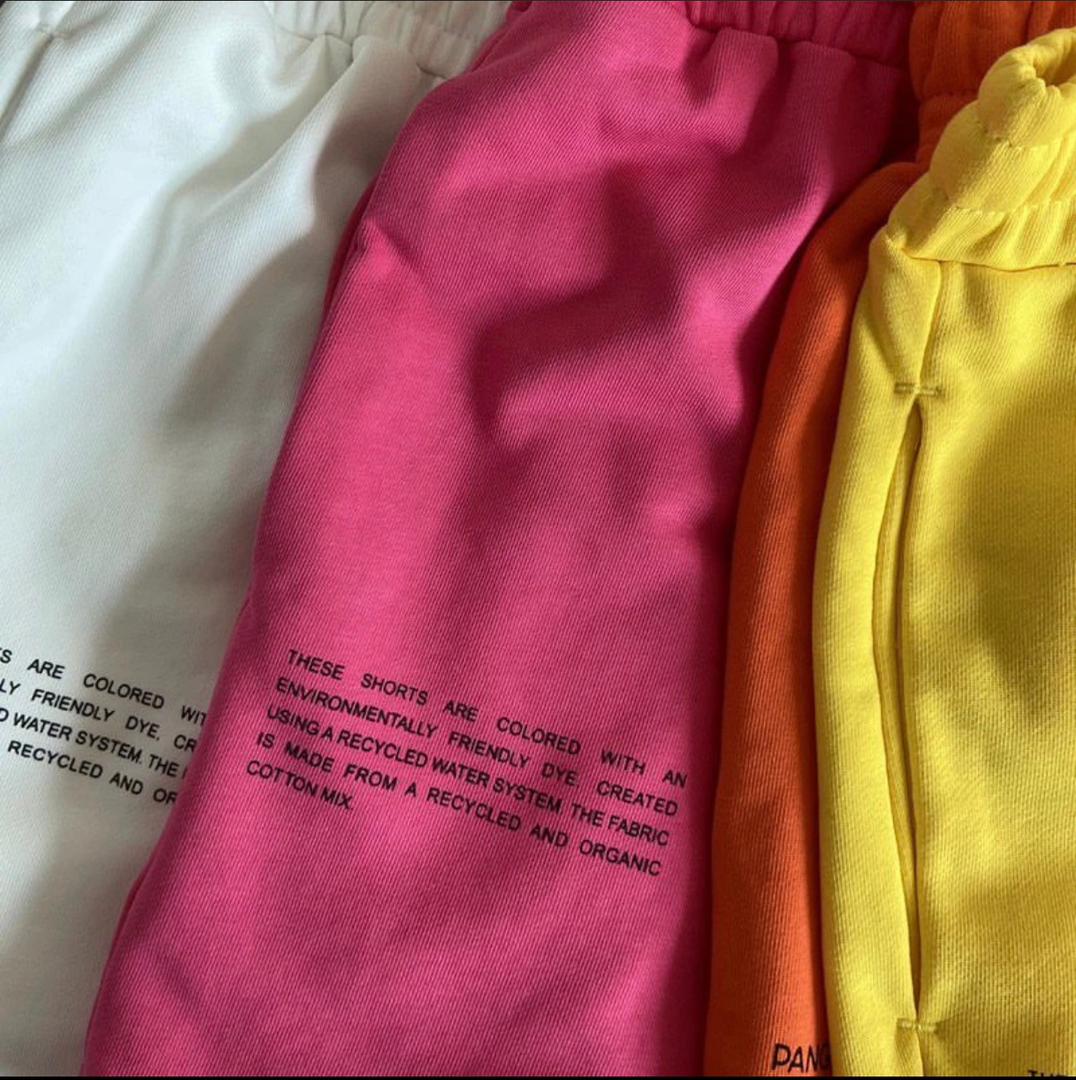 ARE COLORED
FRIENDLY DYE,
WATER SYSTEM. THE
RECYCLED AND
THESE SHORTS ARE COLORED WITH AN
ENVIRONMENTALLY FRIENDLY DYE, CREATED
USING A RECYCLED WATER SYSTEM. THE FABRIC
IS MADE FROM A RECYCLED AND ORGANIC
COTTON MIX.
PANG